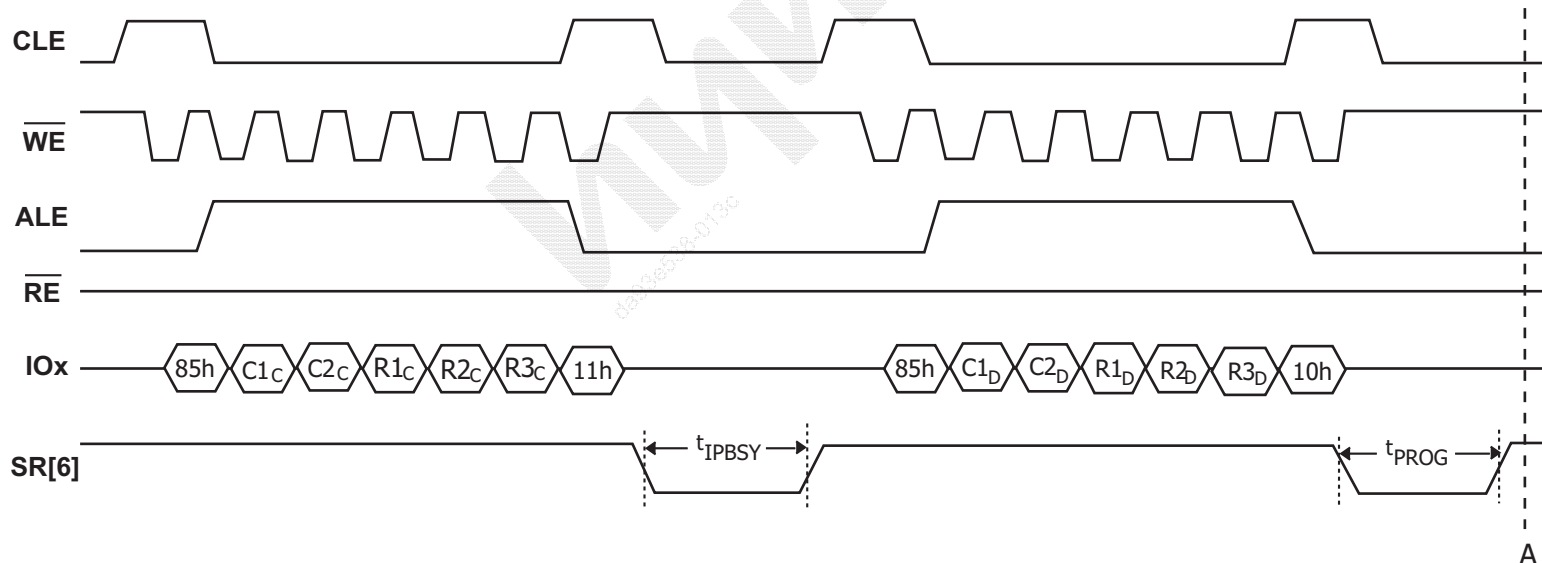 CLE
WE
ALE
RE
IOx 85h C1C C2C R1C R2C R3C 11h 85h C1D C2D R1D R2D R3D 10h
SR[6] tIPBSY tPROG
A